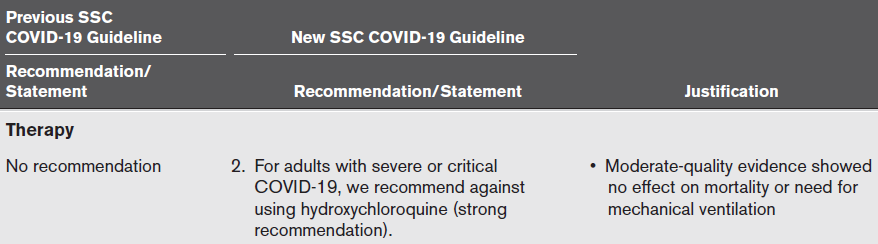 Previous SSC
COVID-19 Guideline
New SSC COVID-19 Guideline
Recommendation/
Statement
Recommendation/Statement
Justification
Therapy
No recommendation
2. For adults with severe or critical
COVID-19, we recommend against
using hydroxychloroquine (strong
recommendation).
• Moderate-quality evidence showed
no effect on mortality or need for
mechanical ventilation